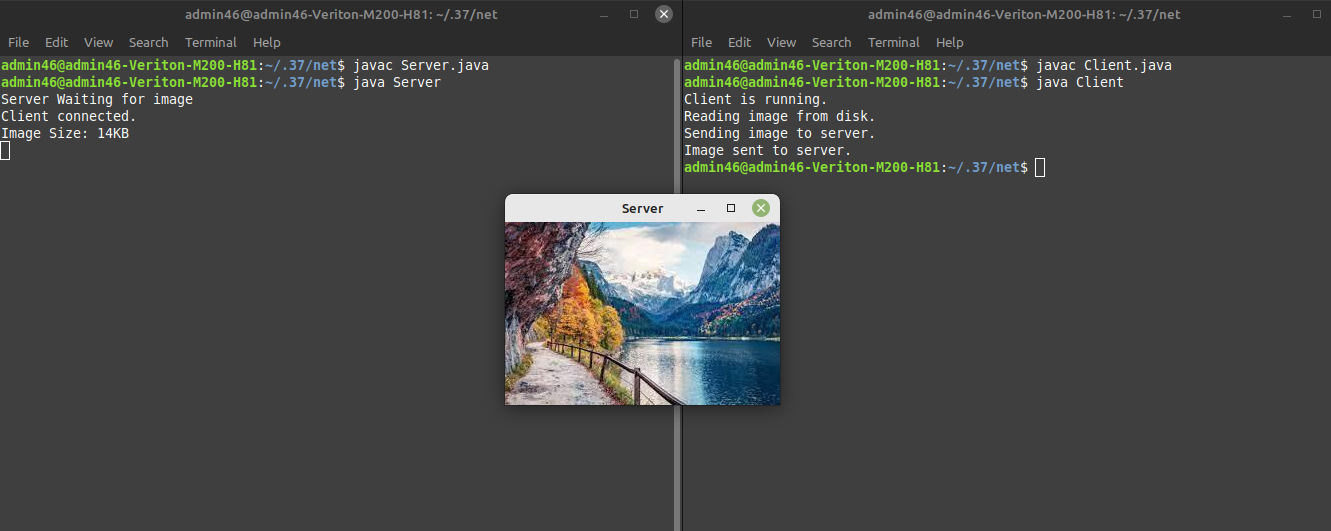 admin46@admin46-Veriton-M200-H81: ~/.37/net
File Edit View Search Terminal Help
admin46@admin46-Veriton-M200-H81:~/.37/net$ javac Server.java
admin46@admin46-Veriton-M200-H81:~/.37/net$ java Server
Server Waiting for image
Client connected.
Image Size: 14KB
admin46@admin46-Veriton-M200-H81: ~/.37/net
File Edit View Search Terminal Help
admin46@admin46-Veriton-M200-H81:~/.37/net$ javac Client.java
admin46@admin46-Veriton-M200-H81:~/.37/net$ java Client
Client is running.
Reading image from disk.
Sending image to server.
Image sent to server.
admin46@admin46-Veriton-M200-H81:~/.37/net$
Server